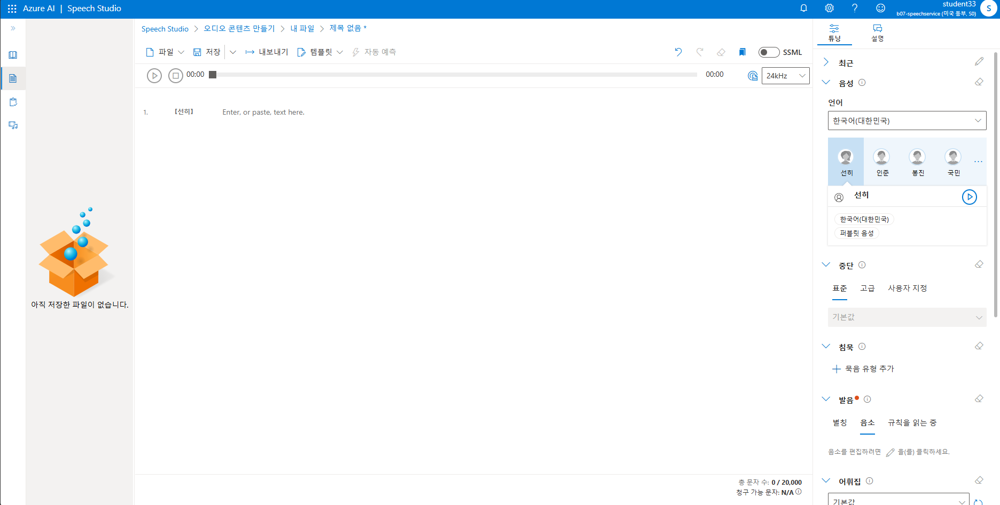 Azure AI | Speech Studio
student33
b07-speechservice (미국 동부, S0)
S
Speech Studio > 오디오 콘텐츠 만들기 > 내 파일 > 제목 없음 *
파일
저장
내보내기
템플릿
자동 예측
SSML
00:00
00:00
24kHz
1.
[선히]
Enter, or paste, text here.
아직 저장한 파일이 없습니다.
총 문자 수: 0 / 20,000
청구 가능 문자: N/A
튜닝
설명
최근
음성
언어
한국어(대한민국)
선히
인준
봉진
국민
...
선히
한국어(대한민국)
퍼블릿 음성
중단
표준
고급
사용자 지정
기본값
침묵
묵음 유형 추가
발음
별칭
음소
규칙을 읽는 중
음소를 편집하려면 을(를) 클릭하세요.
어휘집
기본값